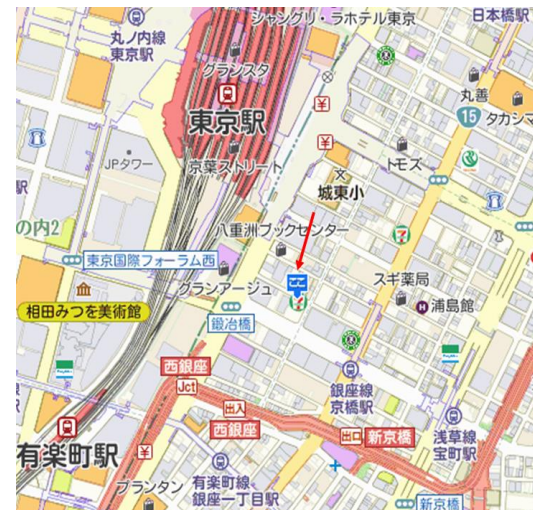 シャングリ・ラホテル東京
日本橋駅
丸ノ内線
東京駅
グランスタ
丸善
15
タカシマ
東京駅
JPタワー
京葉ストリート
トモズ
駅
城東小
の内2
八重洲ブックセンター
東京国際フォーラム西
グランアージュ
スギ薬局
相田みつを美術館
浦島館
鍛冶橋
西銀座
Jct
銀座線
京橋駅
出入
西銀座
出口
新京橋
浅草線
宝町駅
有楽町駅
プランタン
有楽町線
銀座一丁目駅
新京橋